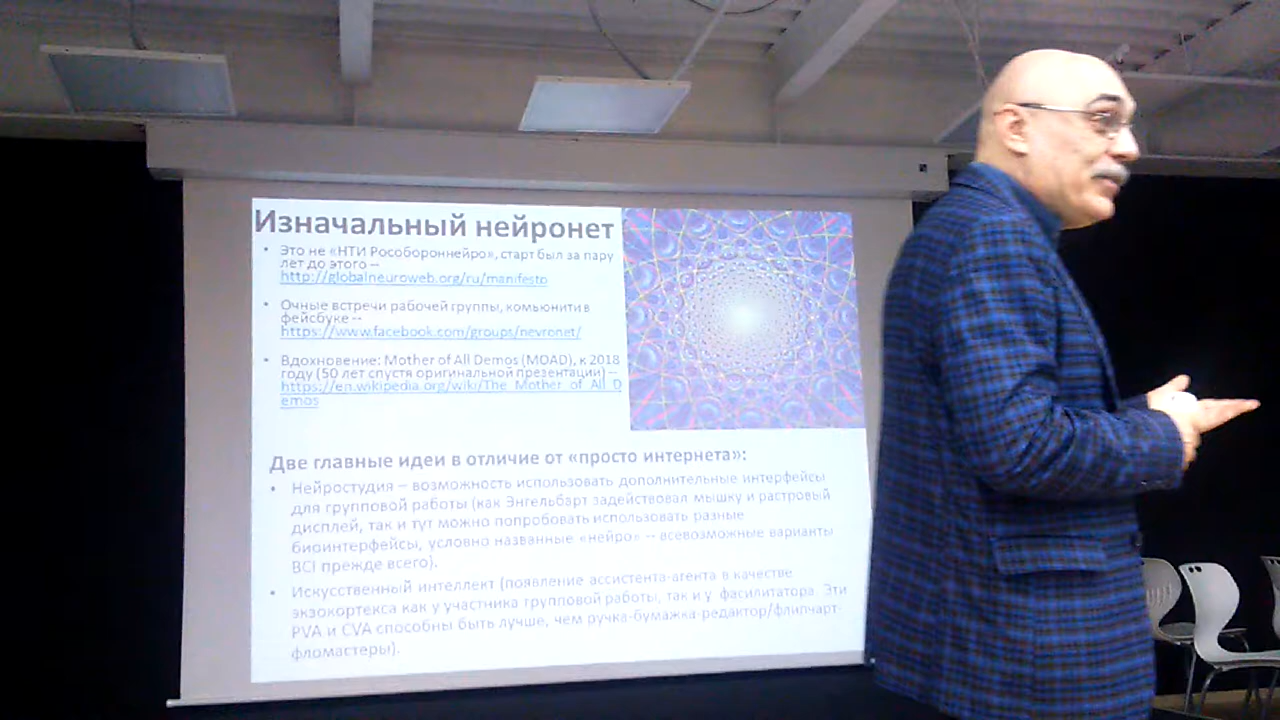 Изначальный нейронет
• Это не «НТИ Рособороннейро», старт был за пару
лет до этого --
http://globalneuroweb.org/ru/manifesto
• Очные встречи рабочей группы, комьюнити в
фейсбуке --
https://www.facebook.com/groups/nevronet/
• Вдохновение: Mother of All Demos (MOAD), к 2018
году (50 лет спустя оригинальной презентации) --
https://en.wikipedia.org/wiki/The_Mother_of_All_D
emos
Две главные идеи в отличие от «просто интернета»:
• Нейростудия – возможность использовать дополнительные интерфейсы
для групповой работы (как Энгельбарт задействовал мышку и растровый
дисплей, так и тут можно попробовать использовать разные
биоинтерфейсы, условно названные «нейро» -- всевозможные варианты
BCI прежде всего).
• Искусственный интеллект (появление ассистента-агента в качестве
экзокортекса как у участника групповой работы, так и у фасилитатора. Эти
PVA и CVA способны быть лучше, чем ручка-бумажка-редактор/флипчарт-
фломастеры).